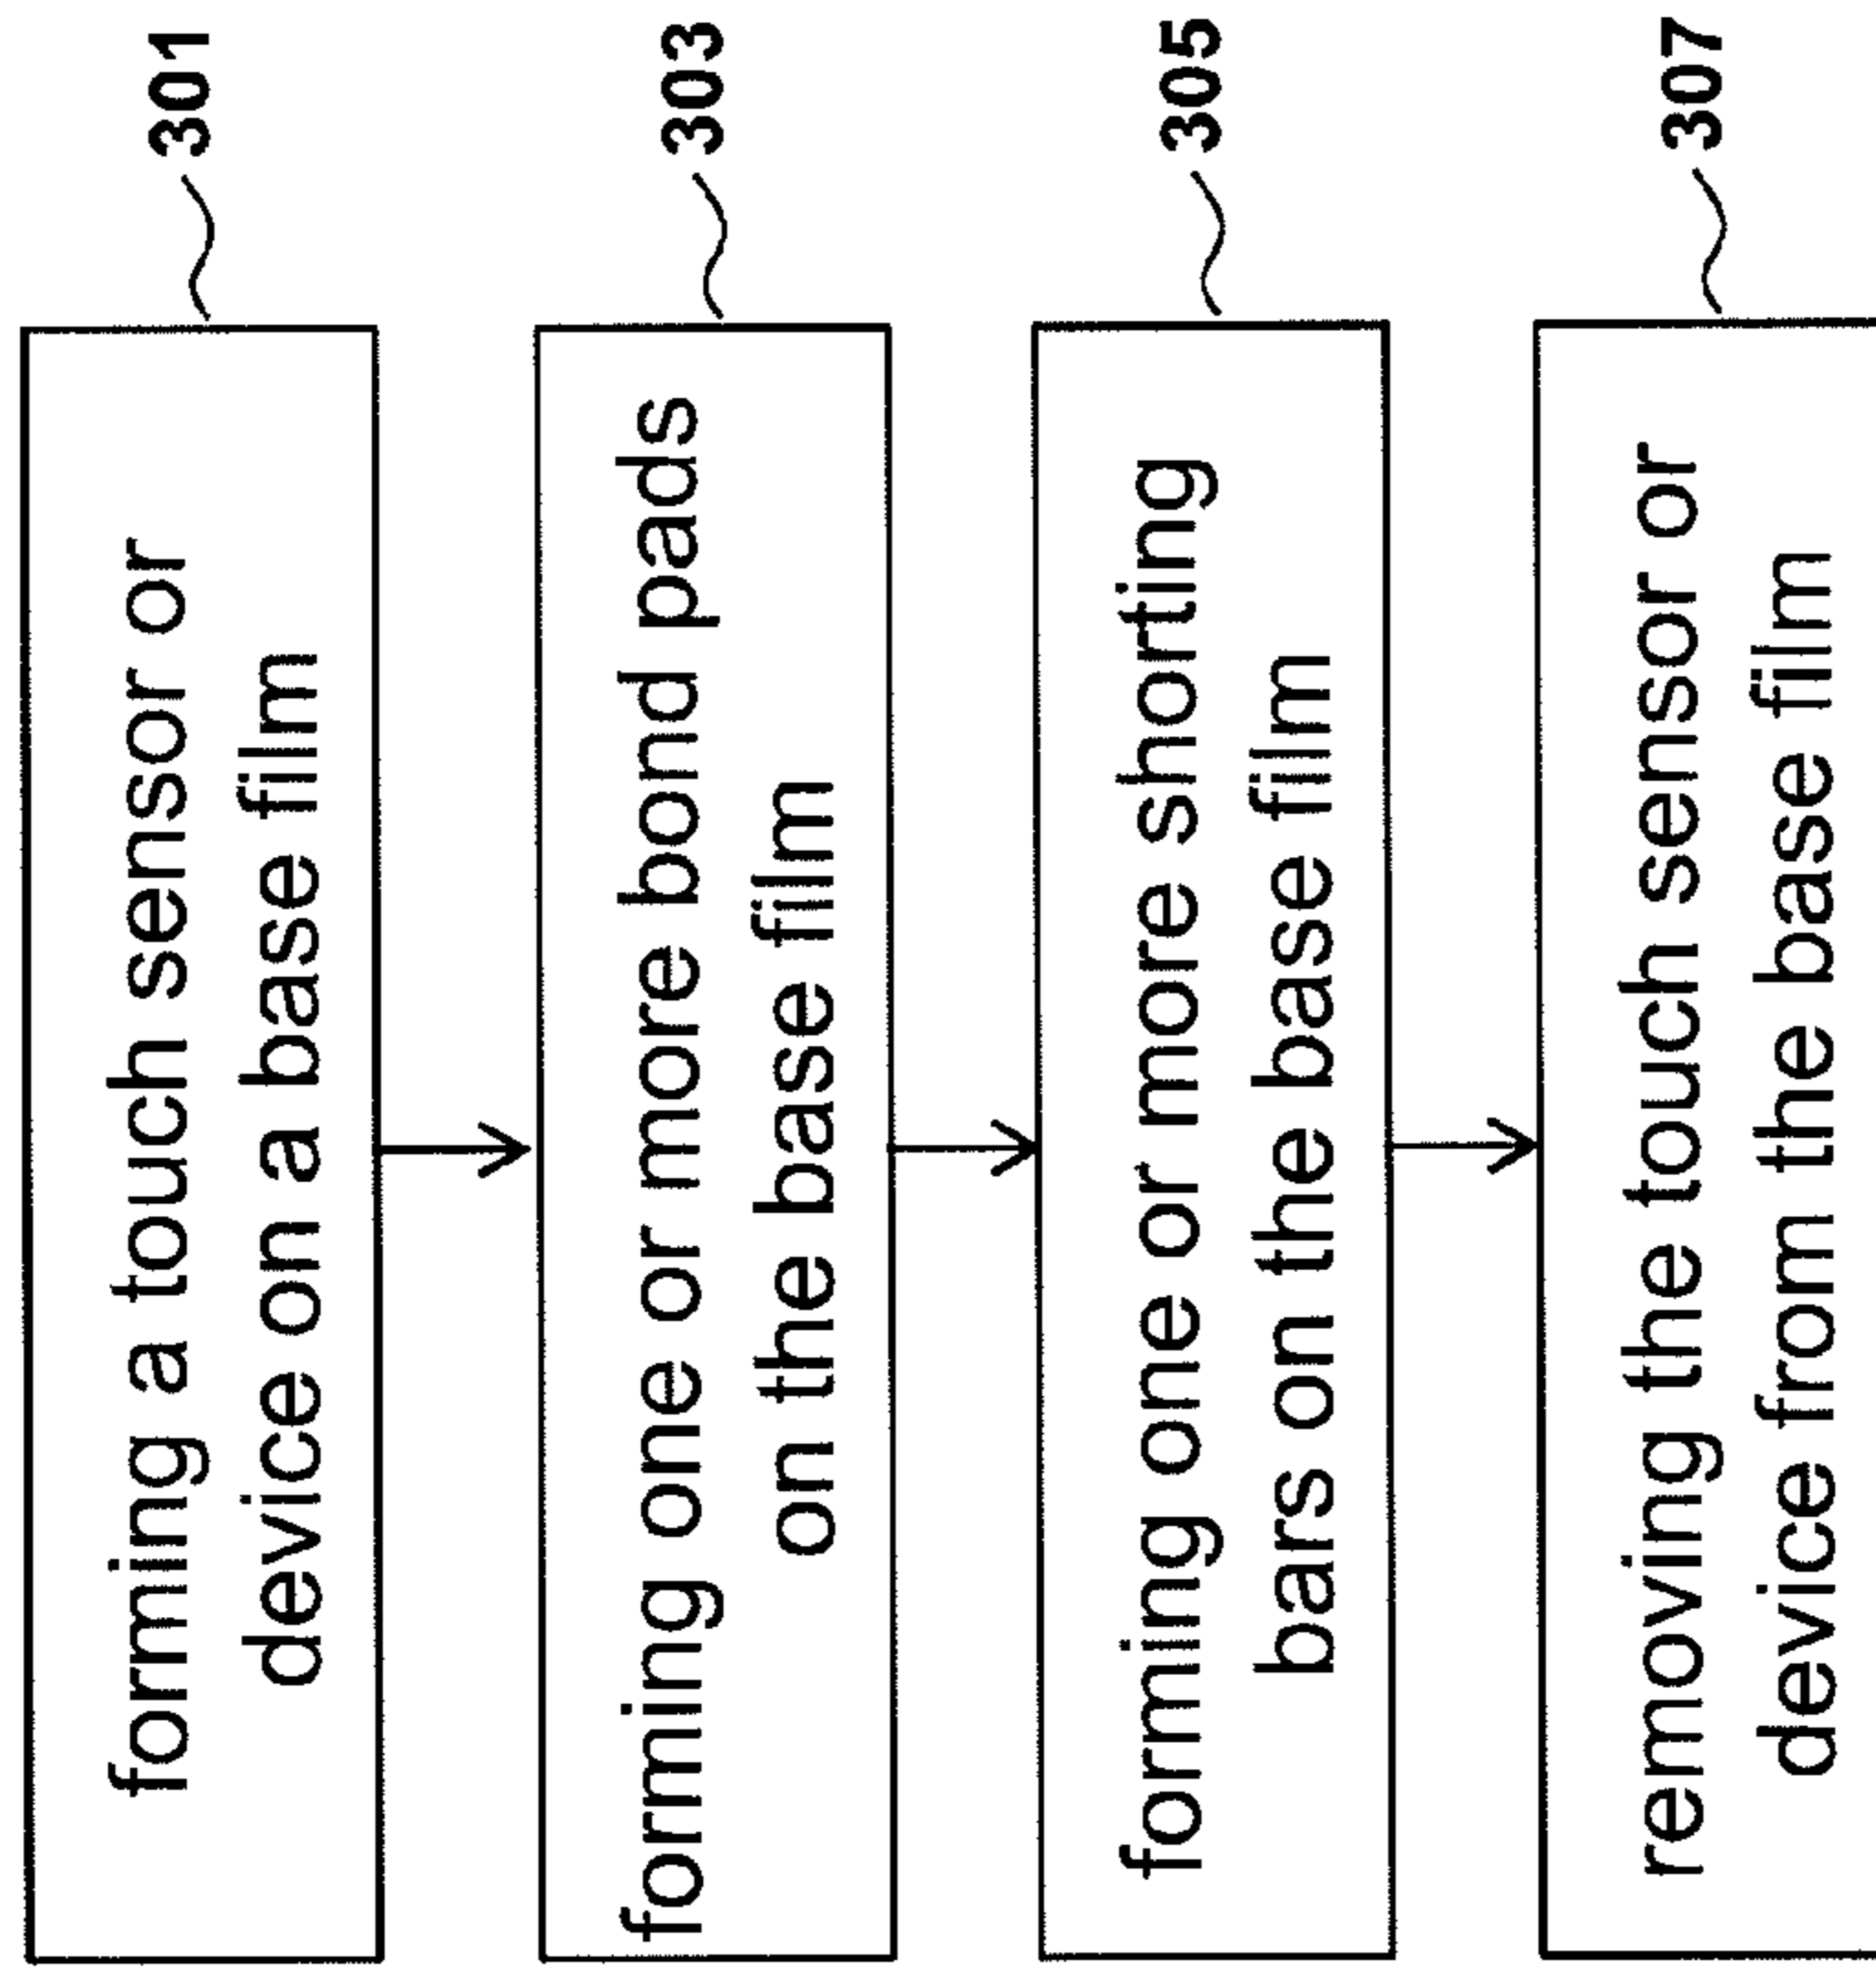 forming a touch sensor or
device on a base film
301
forming one or more bond pads
on the base film
303
forming one or more shorting
bars on the base film
305
removing the touch sensor or
device from the base film
307